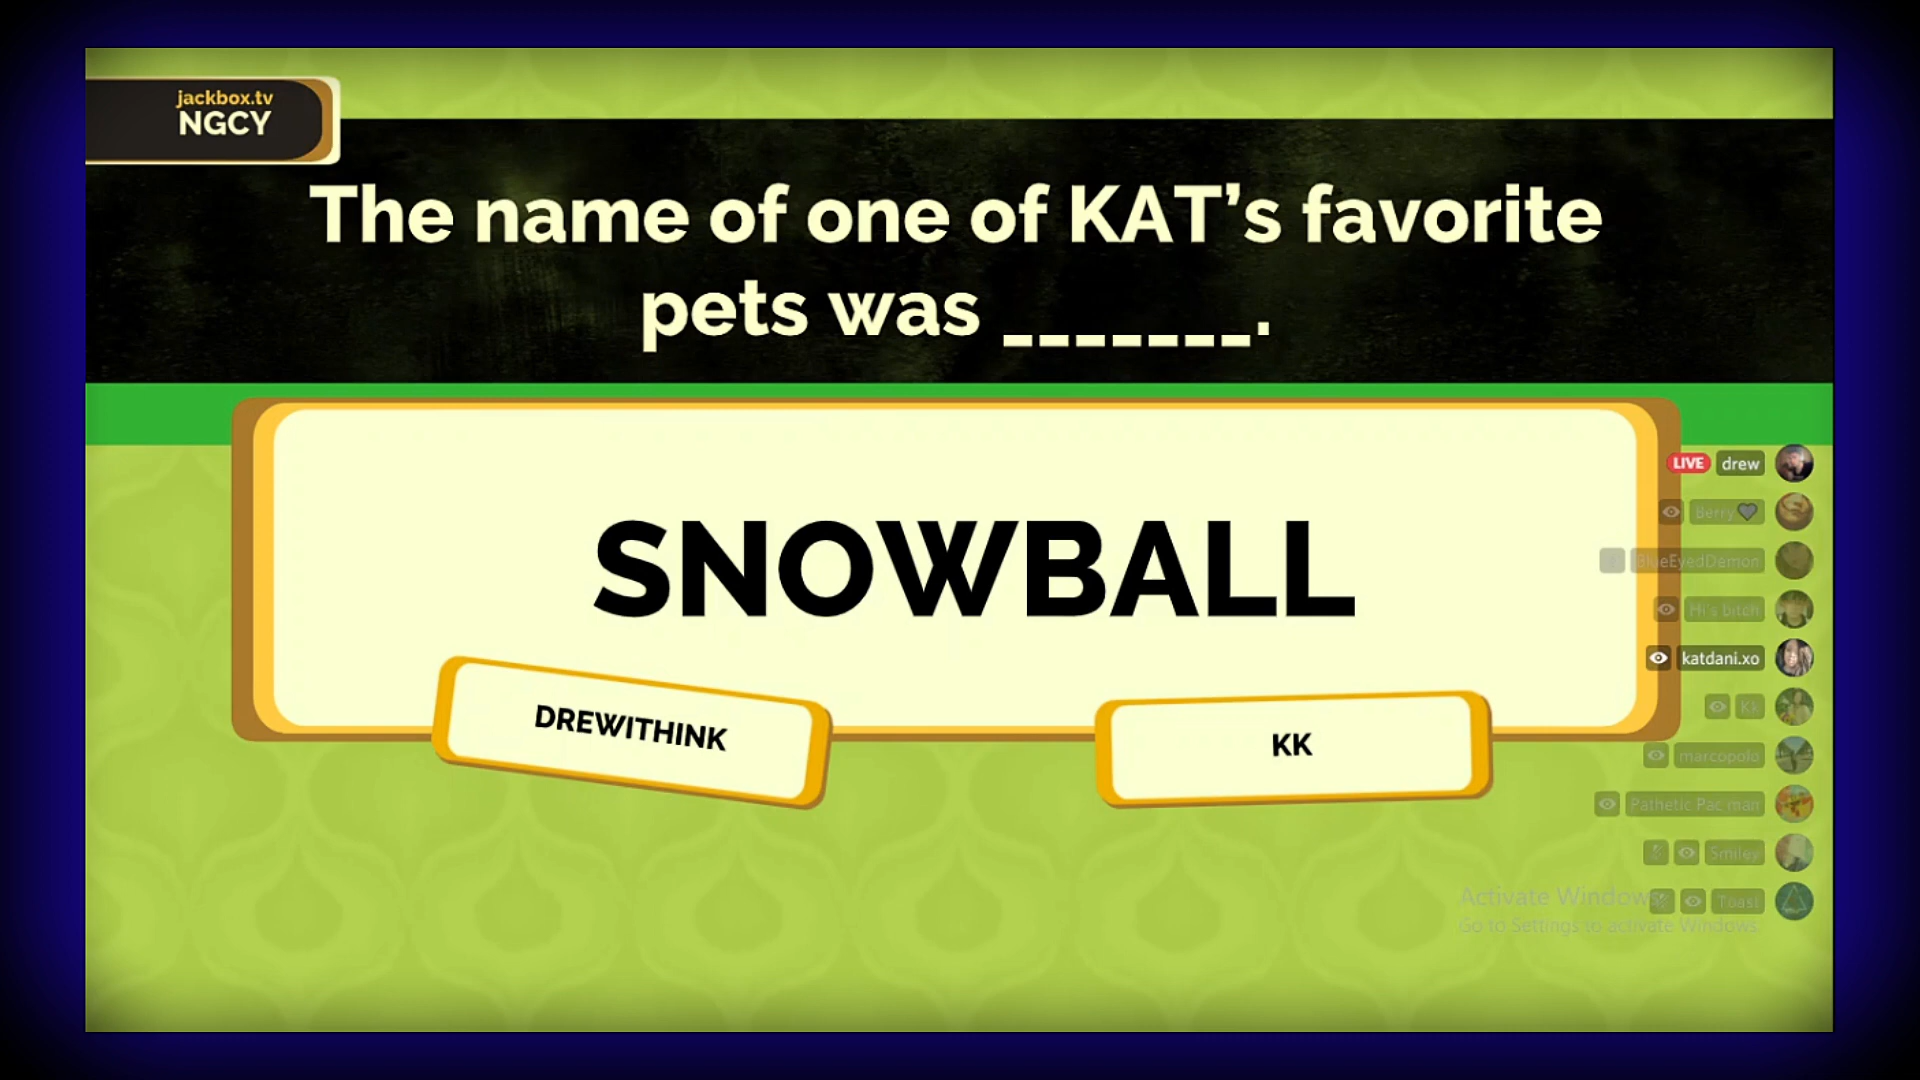 jackbox.tv
NGCY
The name of one of KAT’s favorite
pets was _______.
SNOWBALL
DREWITHINK
KK
LIVE drew
Berry
BlueEyedDemon
Hi's bitch
katdani.xo
Kk
marcopolo
Pathetic Pac man
Smiley
Toast
Activate Windows
Go to Settings to activate Windows.